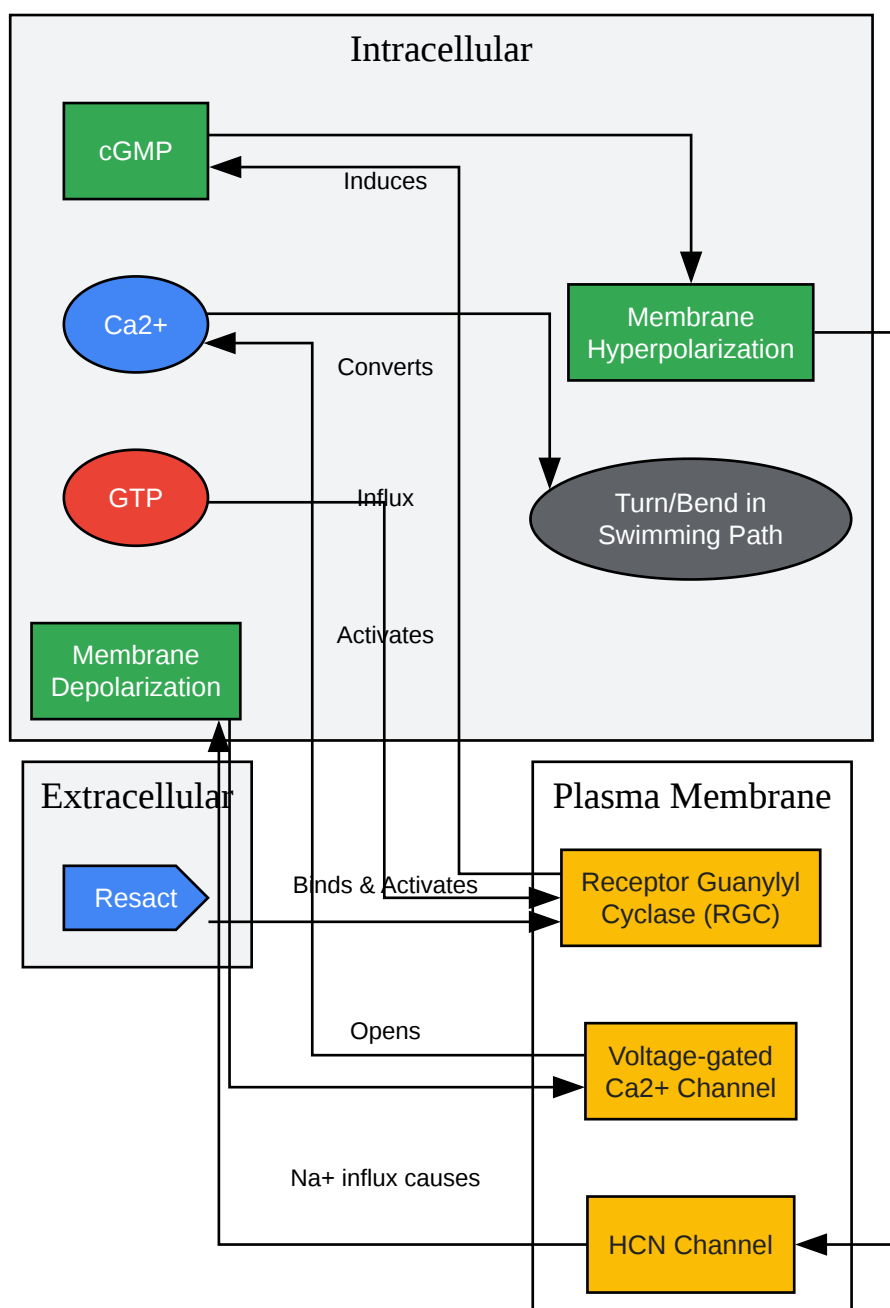 Intracellular
cGMP
Induces
Ca2+
Membrane
Hyperpolarization
Converts
GTP
Influx
Turn/Bend in
Swimming Path
Activates
Membrane
Depolarization
Extracellular
Plasma Membrane
Resact
Binds & Activates
Receptor Guanylyl
Cyclase (RGC)
Opens
Voltage-gated
Ca2+ Channel
Na+ influx causes
HCN Channel